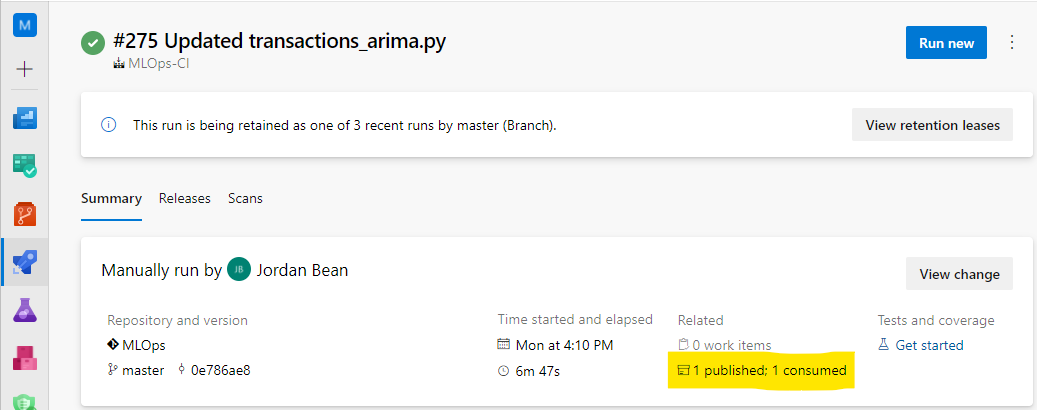 M
#275 Updated transactions_arima.py
Run new
MLOps-CI
This run is being retained as one of 3 recent runs by master (Branch).
View retention leases
Summary Releases Scans
Manually run by JB Jordan Bean
View change
Repository and version
MLOps
master 0e786ae8
Time started and elapsed
Mon at 4:10 PM
6m 47s
Related
0 work items
1 published; 1 consumed
Tests and coverage
Get started